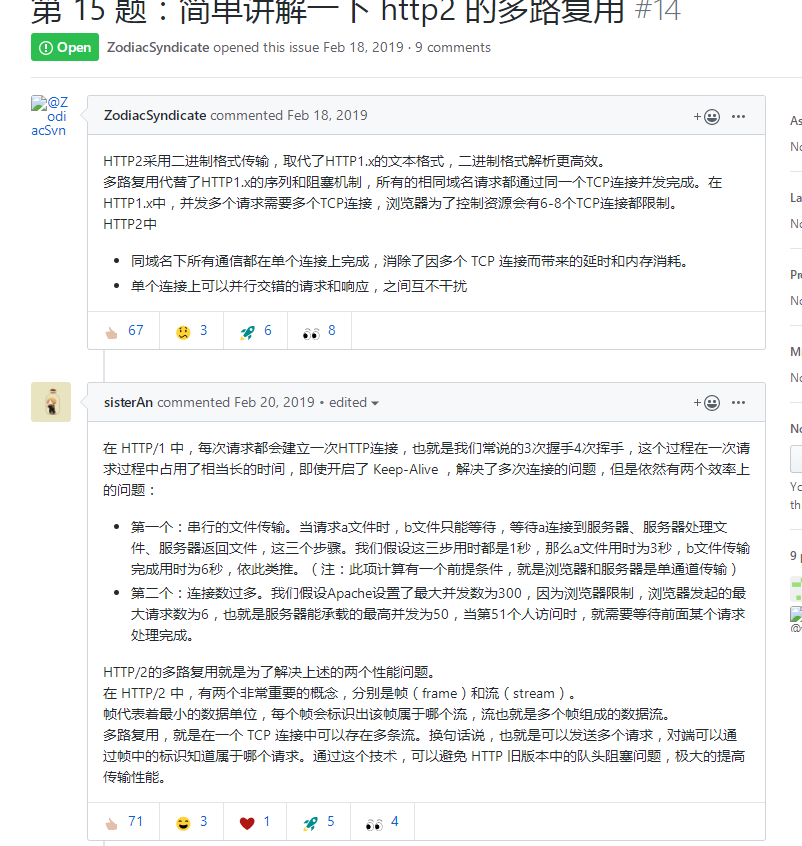 第 15 题：简单讲解一下 http2 的多路复用 #14
Open ZodiacSyndicate opened this issue Feb 18, 2019 · 9 comments
@Z
odi
acSyn
ZodiacSyndicate commented Feb 18, 2019
HTTP2采用二进制格式传输，取代了HTTP1.x的文本格式，二进制格式解析更高效。
多路复用代替了HTTP1.x的序列和阻塞机制，所有的相同域名请求都通过同一个TCP连接并发完成。在
HTTP1.x中，并发多个请求需要多个TCP连接，浏览器为了控制资源会有6-8个TCP连接都限制。
HTTP2中
• 同域名下所有通信都在单个连接上完成，消除了因多个 TCP 连接而带来的延时和内存消耗。
• 单个连接上可以并行交错的请求和响应，之间互不干扰
67 3 6 8
sisterAn commented Feb 20, 2019 • edited
在 HTTP/1 中，每次请求都会建立一次HTTP连接，也就是我们常说的3次握手4次挥手，这个过程在一次请
求过程中占用了相当长的时间，即使开启了 Keep-Alive ，解决了多次连接的问题，但是依然有两个效率上
的问题：
• 第一个：串行的文件传输。当请求a文件时，b文件只能等待，等待a连接到服务器、服务器处理文
件、服务器返回文件，这三个步骤。我们假设这三步用时都是1秒，那么a文件用时为3秒，b文件传输
完成用时为6秒，依此类推。（注：此项计算有一个前提条件，就是浏览器和服务器是单通道传输）
• 第二个：连接数过多。我们假设Apache设置了最大并发数为300，因为浏览器限制，浏览器发起的最
大请求数为6，也就是服务器能承载的最高并发为50，当第51个人访问时，就需要等待前面某个请求
处理完成。
HTTP/2的多路复用就是为了解决上述的两个性能问题。
在 HTTP/2 中，有两个非常重要的概念，分别是帧（frame）和流（stream）。
帧代表着最小的数据单位，每个帧会标识出该帧属于哪个流，流也就是多个帧组成的数据流。
多路复用，就是在一个 TCP 连接中可以存在多条流。换句话说，也就是可以发送多个请求，对端可以通
过帧中的标识知道属于哪个请求。通过这个技术，可以避免 HTTP 旧版本中的队头阻塞问题，极大的提高
传输性能。
71 3 1 5 4
As
No
La
No
Pr
No
M
No
No
Yo
th
9 p